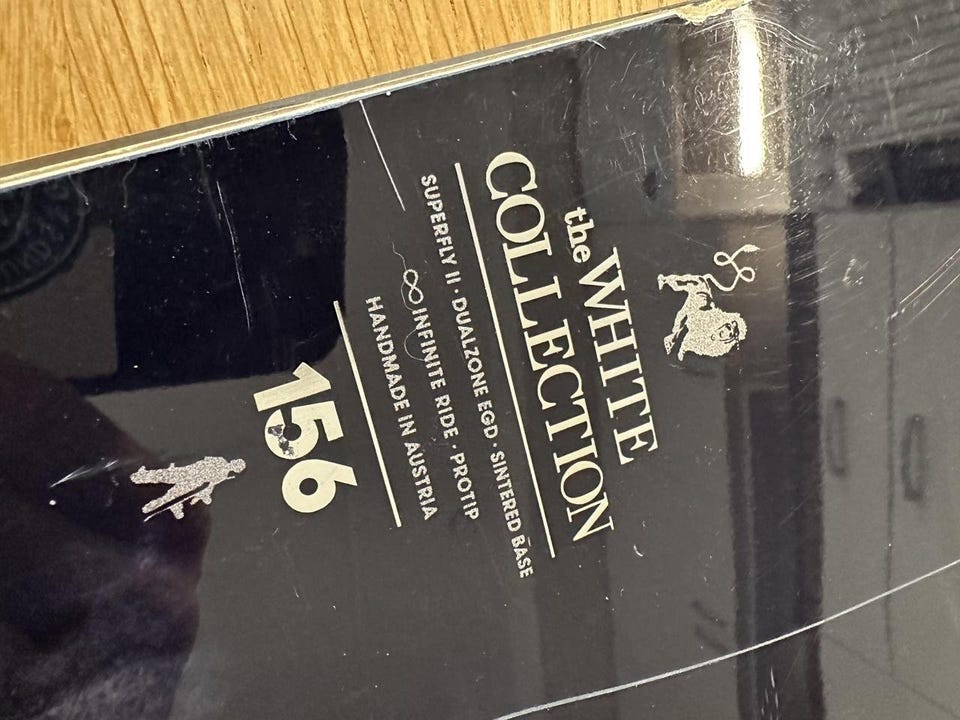 the WHITE
COLLECTION
SUPERFLY II · DUALZONE EGD · SINTERED BASE
INFINITE RIDE · PROTIP
HANDMADE IN AUSTRIA
156